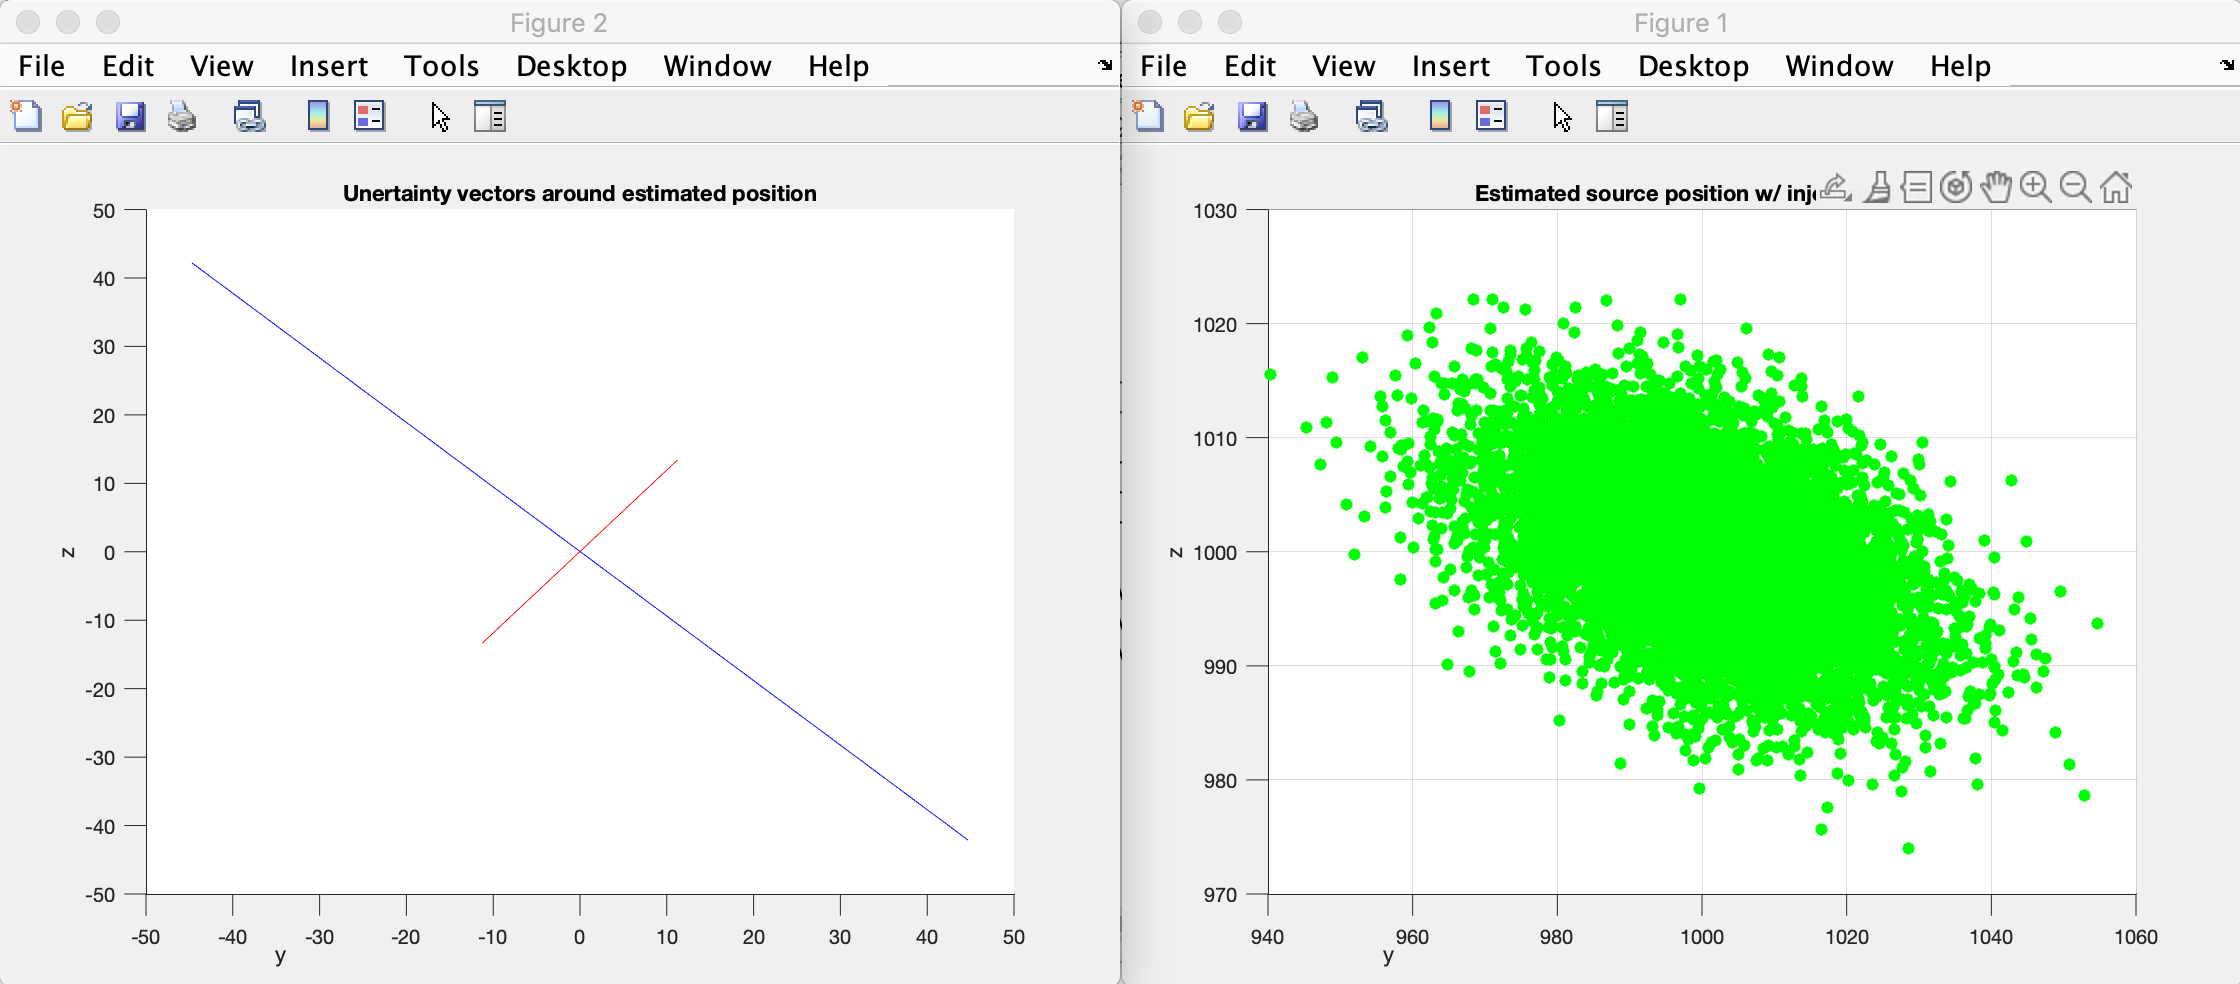 Figure 2
File Edit View Insert Tools Desktop Window Help
Unertainty vectors around estimated position
50
40
30
20
10
0
-10
-20
-30
-40
-50
z
-50 -40 -30 -20 -10 0 10 20 30 40 50
y
Figure 1
File Edit View Insert Tools Desktop Window Help
Estimated source position w/
1030
1020
1010
1000
990
980
970
z
940 960 980 1000 1020 1040 1060
y